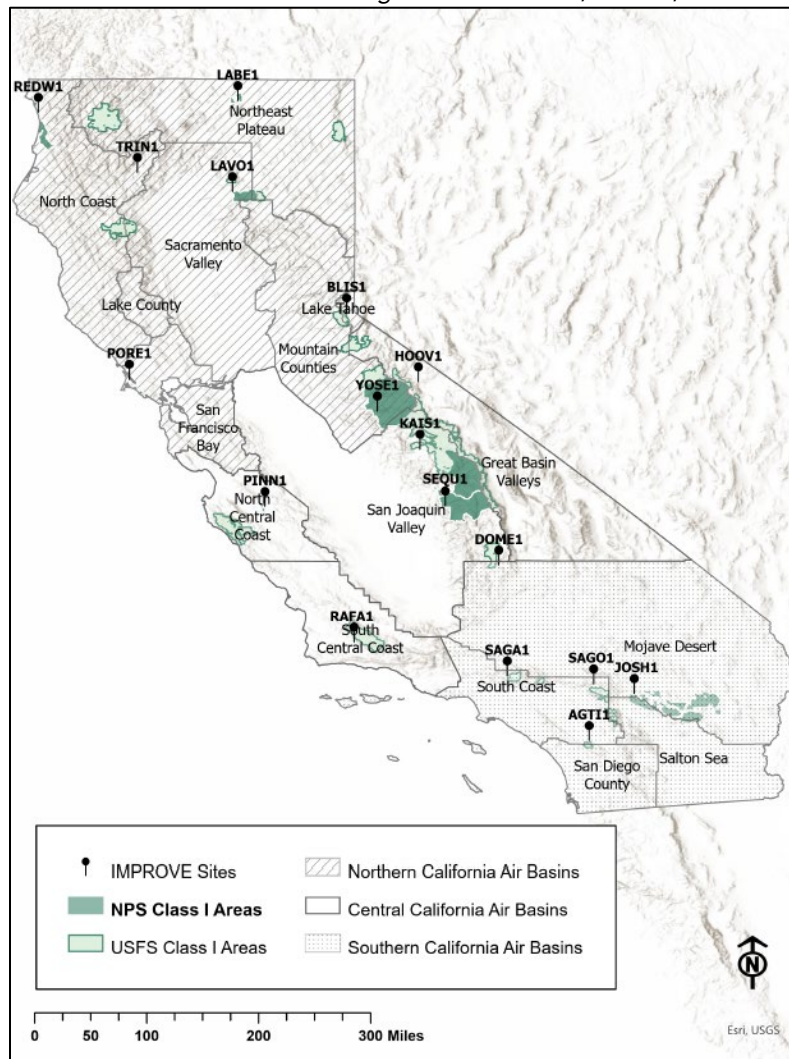 REDW1
LABE1
Northeast
Plateau
TRIN1
LAVO1
North Coast
Sacramento
Valley
BLIS1
Lake Tahoe
Lake County
Mountain
Counties
HOOV1
PORE1
YOSE1
San
Francisco
Bay
KAIS1
Great Basin
Valleys
PINN1
North
Central
Coast
SEQU1
San Joaquin
Valley
DOME1
RAFA1
South
Central Coast
SAGA1
South Coast
SAGO1
Mojave Desert
JOSH1
AGTI1
San Diego
County
Salton Sea
IMPROVE Sites
NPS Class I Areas
USFS Class I Areas
Northern California Air Basins
Central California Air Basins
Southern California Air Basins
N
0 50 100 200 300 Miles
Esri, USGS